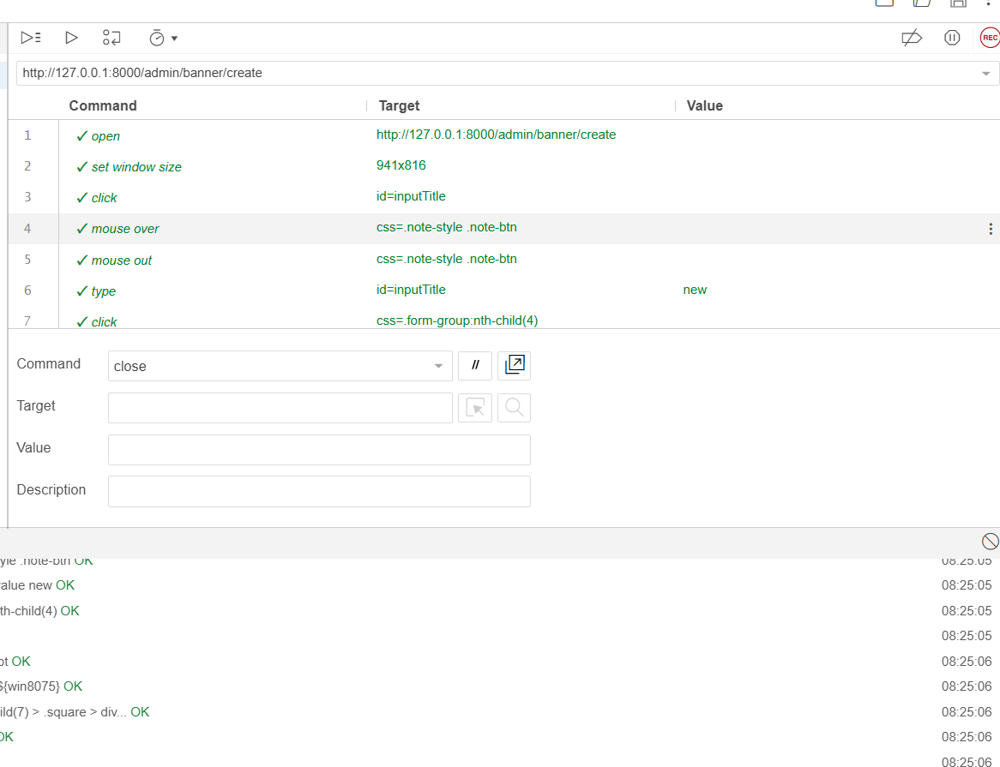 REC
http://127.0.0.1:8000/admin/banner/create
Command Target Value
1 ✓ open http://127.0.0.1:8000/admin/banner/create
2 ✓ set window size 941x816
3 ✓ click id=inputTitle
4 ✓ mouse over css=.note-style .note-btn
5 ✓ mouse out css=.note-style .note-btn
6 ✓ type id=inputTitle new
7 ✓ click css=.form-group:nth-child(4)
Command close //
Target
Value
Description
yle .note-btn OK 08:25:05
alue new OK 08:25:05
th-child(4) OK 08:25:05
08:25:05
pt OK 08:25:06
${win8075} OK 08:25:06
ild(7) > .square > div... OK 08:25:06
OK 08:25:06
08:25:06